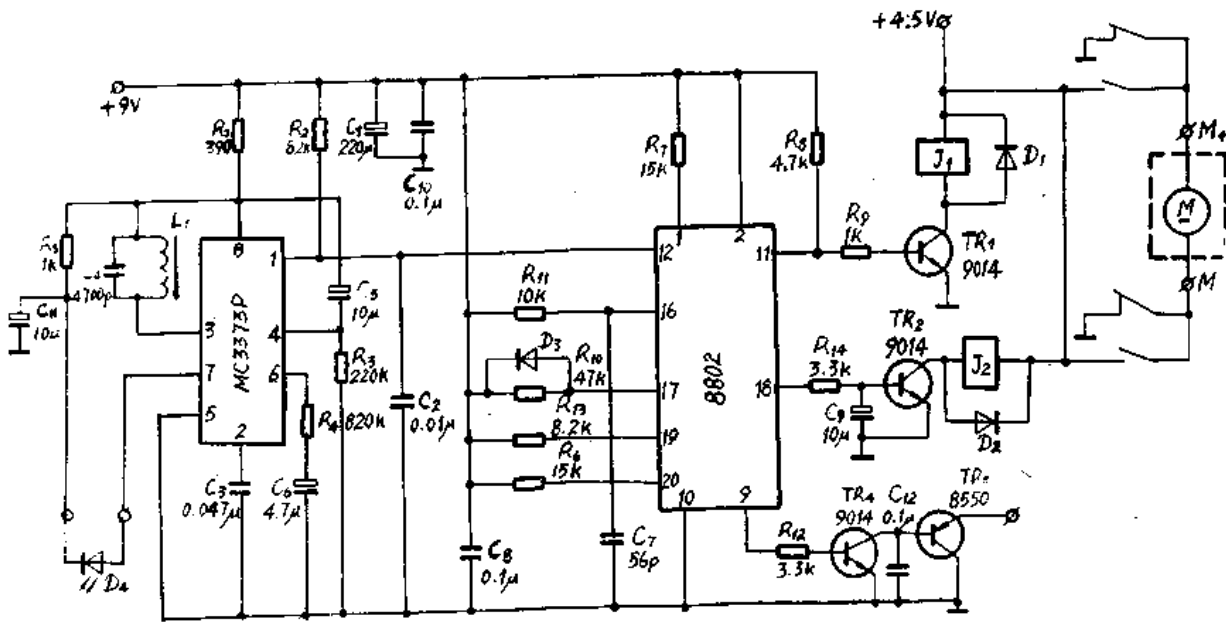 +4.5V
+9V
R₁
390
R₂
62k
C₁
220μ
C₁₀
0.1μ
R₇
15k
R₈
4.7k
J₁
D₁
M+
M
M
R₉
1k
TR₁
9014
1k
L₁
4700p
10μ
8
1
3
4
7
6
5
2
MC3373P
10μ
R₃
220k
R₄ 820k
C₃
0.047μ
C₆
4.7μ
C₂
0.01μ
R₁₁
10k
D₃
R₁₀
47k
R₁₃
8.2k
R₆
15k
C₈
0.1μ
C₇
56p
1
2
12
11
16
17
18
19
20
10
9
8802
R₁₄
3.3k
TR₂
9014
J₂
C₉
10μ
D₂
R₁₂
3.3k
TR₄
9014
C₁₂
0.1μ
8550